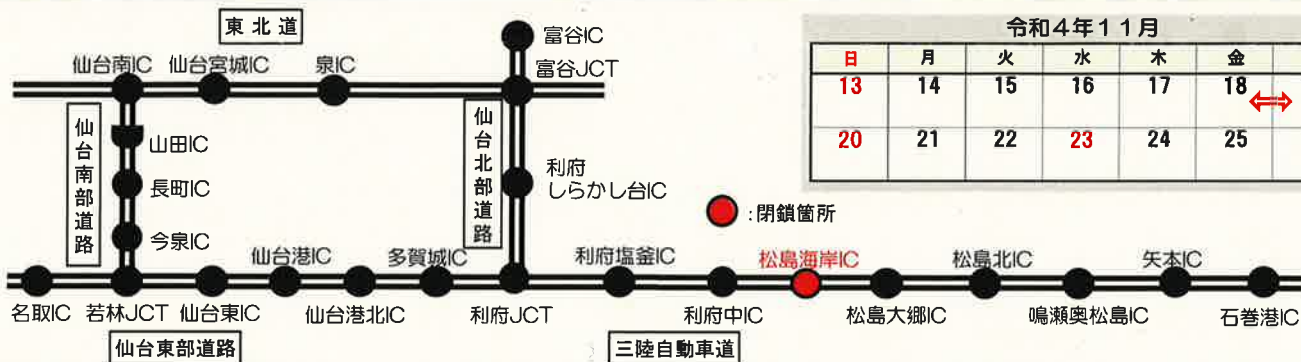 東北道
仙台南IC
仙台宮城IC
泉IC
富谷IC
富谷JCT
仙台南部道路
山田IC
長町IC
今泉IC
仙台北部道路
利府
しらかし台IC
令和4年11月
日 月 火 水 木 金
13 14 15 16 17 18
20 21 22 23 24 25
:閉鎖箇所
仙台港IC
多賀城IC
利府塩釜IC
松島海岸IC
松島北IC
矢本IC
名取IC
若林JCT
仙台東IC
仙台港北IC
利府JCT
利府中IC
松島大郷IC
鳴瀬奥松島IC
石巻港IC
仙台東部道路
三陸自動車道